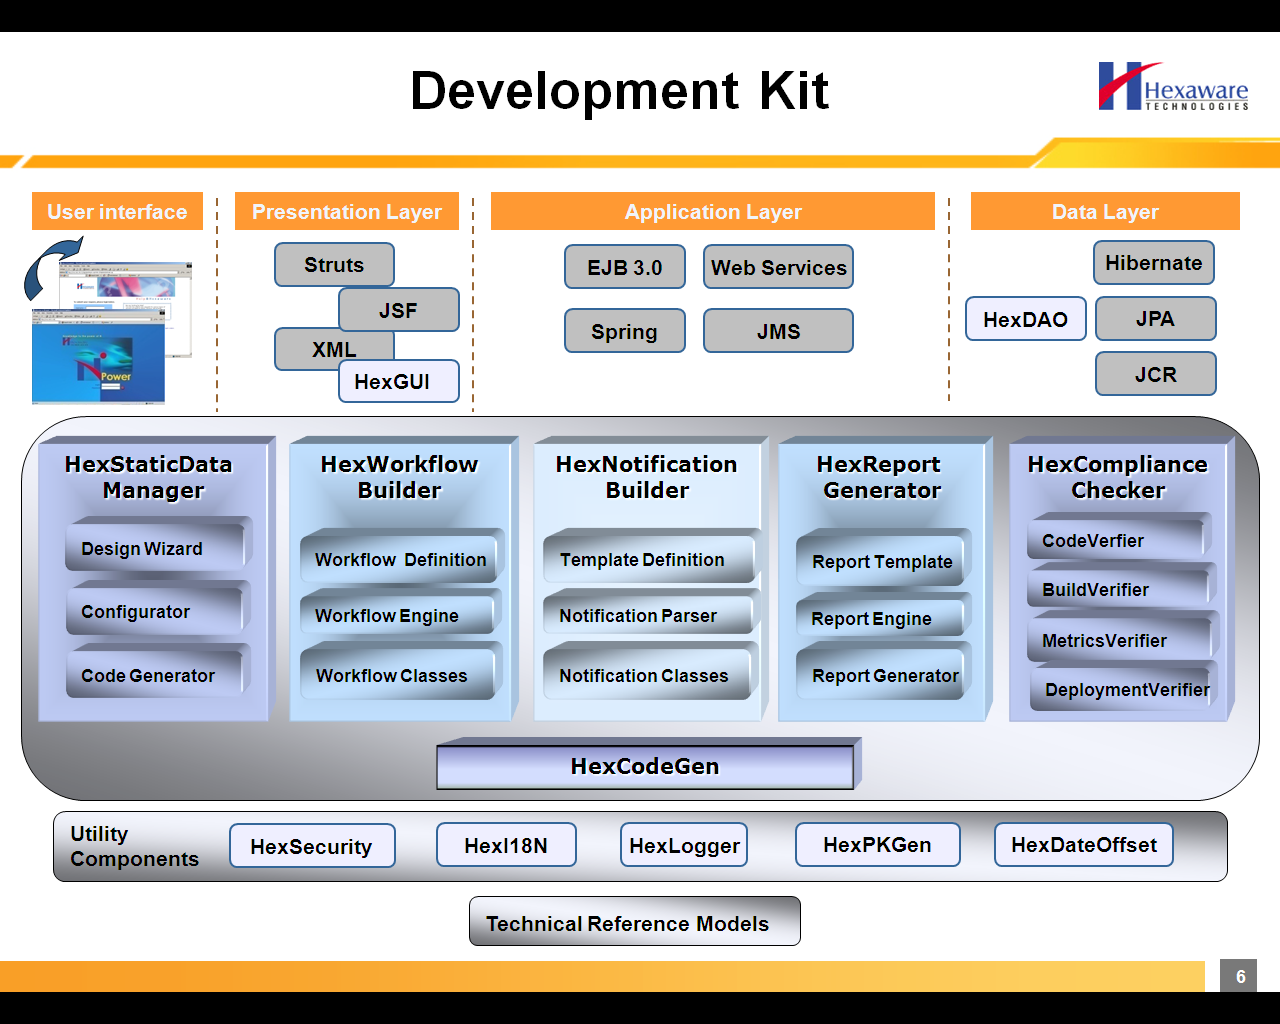 Development Kit
Hexaware
TECHNOLOGIES
User interface
Presentation Layer
Application Layer
Data Layer
Struts
JSF
XML
HexGUI
EJB 3.0
Web Services
Spring
JMS
Hibernate
HexDAO
JPA
JCR
Power
HexStaticData
Manager
Design Wizard
Configurator
Code Generator
HexWorkflow
Builder
Workflow Definition
Workflow Engine
Workflow Classes
HexNotification
Builder
Template Definition
Notification Parser
Notification Classes
HexReport
Generator
Report Template
Report Engine
Report Generator
HexCompliance
Checker
CodeVerfier
BuildVerifier
MetricsVerifier
DeploymentVerifier
HexCodeGen
Utility
Components
HexSecurity
HexI18N
HexLogger
HexPKGen
HexDateOffset
Technical Reference Models
6